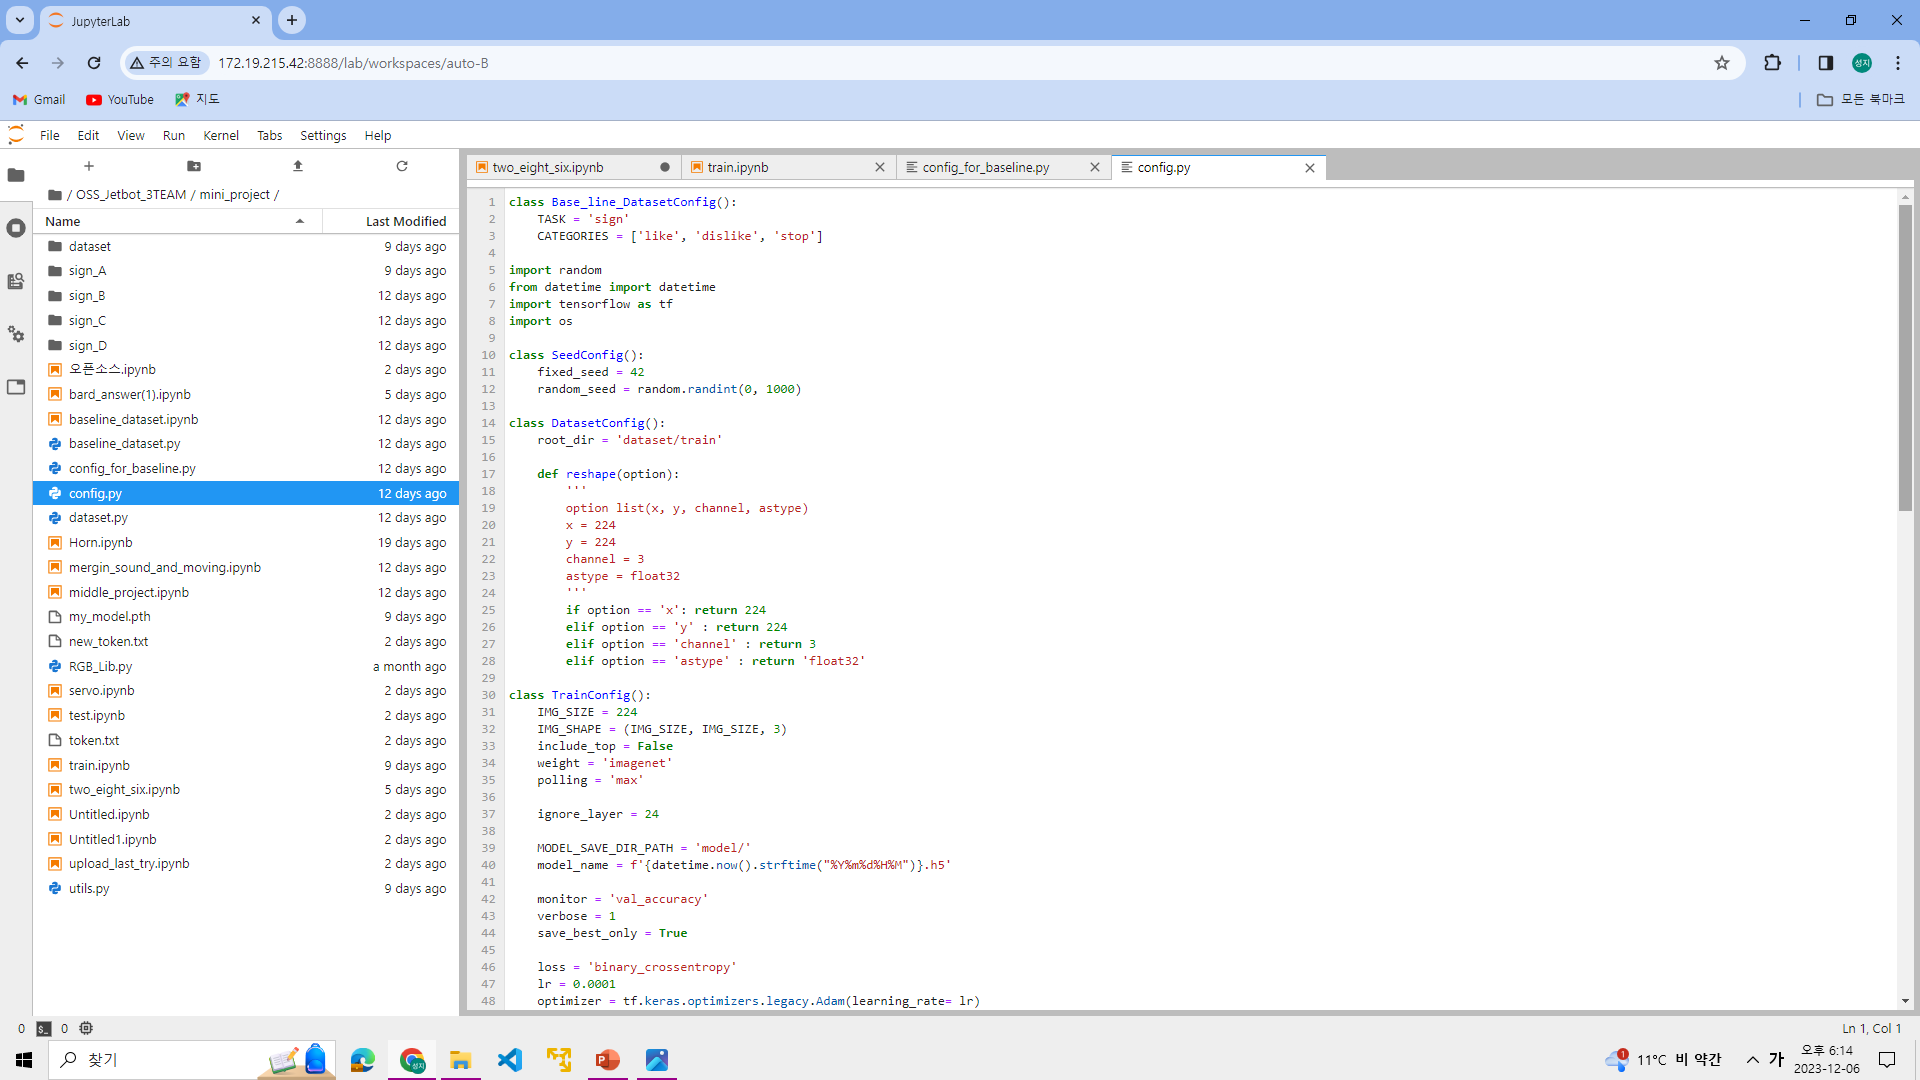 JupyterLab
주의 요함
172.19.215.42:8888/lab/workspaces/auto-B
성지
Gmail
YouTube
지도
모든 북마크
File
Edit
View
Run
Kernel
Tabs
Settings
Help
/ OSS_Jetbot_3TEAM / mini_project /
Name Last Modified
dataset 9 days ago
sign_A 9 days ago
sign_B 12 days ago
sign_C 12 days ago
sign_D 12 days ago
오픈소스.ipynb 2 days ago
bard_answer(1).ipynb 5 days ago
baseline_dataset.ipynb 12 days ago
baseline_dataset.py 12 days ago
config_for_baseline.py 12 days ago
config.py 12 days ago
dataset.py 12 days ago
Horn.ipynb 19 days ago
mergin_sound_and_moving.ipynb 12 days ago
middle_project.ipynb 12 days ago
my_model.pth 9 days ago
new_token.txt 2 days ago
RGB_Lib.py a month ago
servo.ipynb 2 days ago
test.ipynb 2 days ago
token.txt 2 days ago
train.ipynb 9 days ago
two_eight_six.ipynb 5 days ago
Untitled.ipynb 2 days ago
Untitled1.ipynb 2 days ago
upload_last_try.ipynb 2 days ago
utils.py 9 days ago
two_eight_six.ipynb
train.ipynb
config_for_baseline.py
config.py
1 class Base_line_DatasetConfig():
2     TASK = 'sign'
3     CATEGORIES = ['like', 'dislike', 'stop']
4
5 import random
6 from datetime import datetime
7 import tensorflow as tf
8 import os
9
10 class SeedConfig():
11     fixed_seed = 42
12     random_seed = random.randint(0, 1000)
13
14 class DatasetConfig():
15     root_dir = 'dataset/train'
16
17     def reshape(option):
18         '''
19         option list(x, y, channel, astype)
20         x = 224
21         y = 224
22         channel = 3
23         astype = float32
24         '''
25         if option == 'x': return 224
26         elif option == 'y' : return 224
27         elif option == 'channel' : return 3
28         elif option == 'astype' : return 'float32'
29
30 class TrainConfig():
31     IMG_SIZE = 224
32     IMG_SHAPE = (IMG_SIZE, IMG_SIZE, 3)
33     include_top = False
34     weight = 'imagenet'
35     polling = 'max'
36
37     ignore_layer = 24
38
39     MODEL_SAVE_DIR_PATH = 'model/'
40     model_name = f'{datetime.now().strftime("%Y%m%d%H%M")}.h5'
41
42     monitor = 'val_accuracy'
43     verbose = 1
44     save_best_only = True
45
46     loss = 'binary_crossentropy'
47     lr = 0.0001
48     optimizer = tf.keras.optimizers.legacy.Adam(learning_rate= lr)
0
0
Ln 1, Col 1
찾기
1
11°C 비 약간
가
오후 6:14
2023-12-06